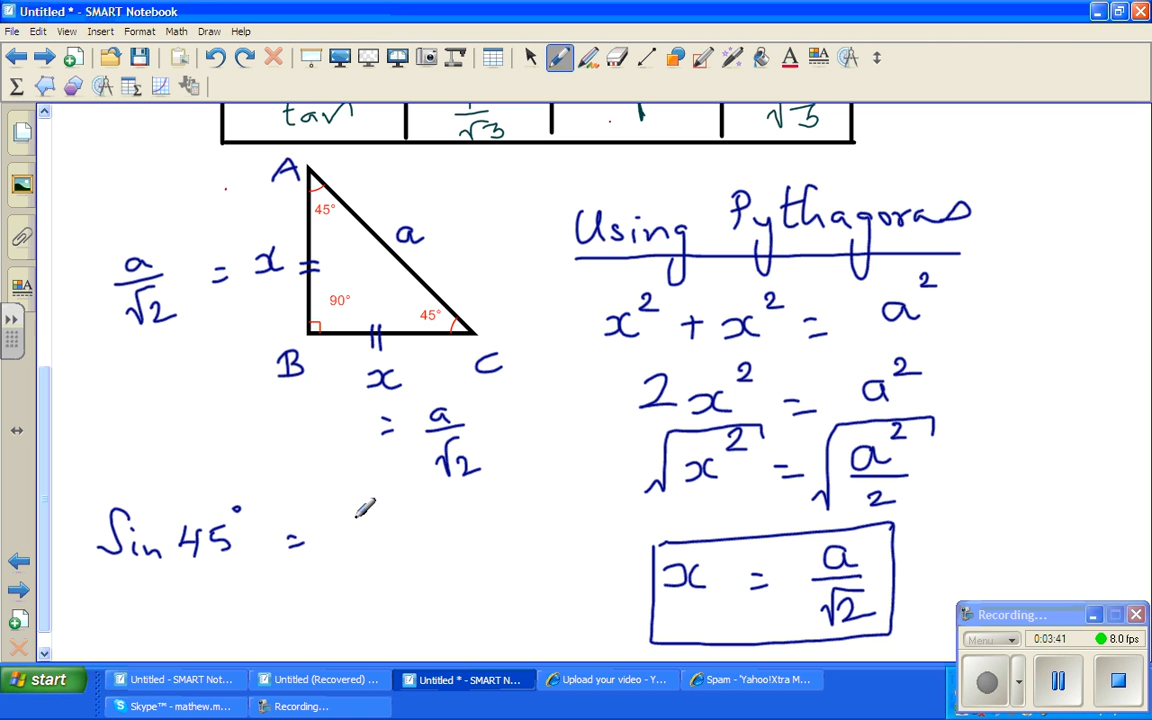 Untitled * - SMART Notebook
File Edit View Insert Format Math Draw Help
tan 1/√3 1 √3
A
45°
a
a/√2 = x
90°
45°
B x C
= a/√2
Sin 45° =
Using Pythagoras
x² + x² = a²
2x² = a²
√x² = √a²/2
x = a/√2
Recording...
Menu 0:03:41 8.0 fps
start Untitled - SMART Not... Untitled (Recovered) ... Untitled * - SMART N... Upload your video - Y... Spam - 'Yahoo!Xtra M...
Skype™ - mathew.m... Recording...